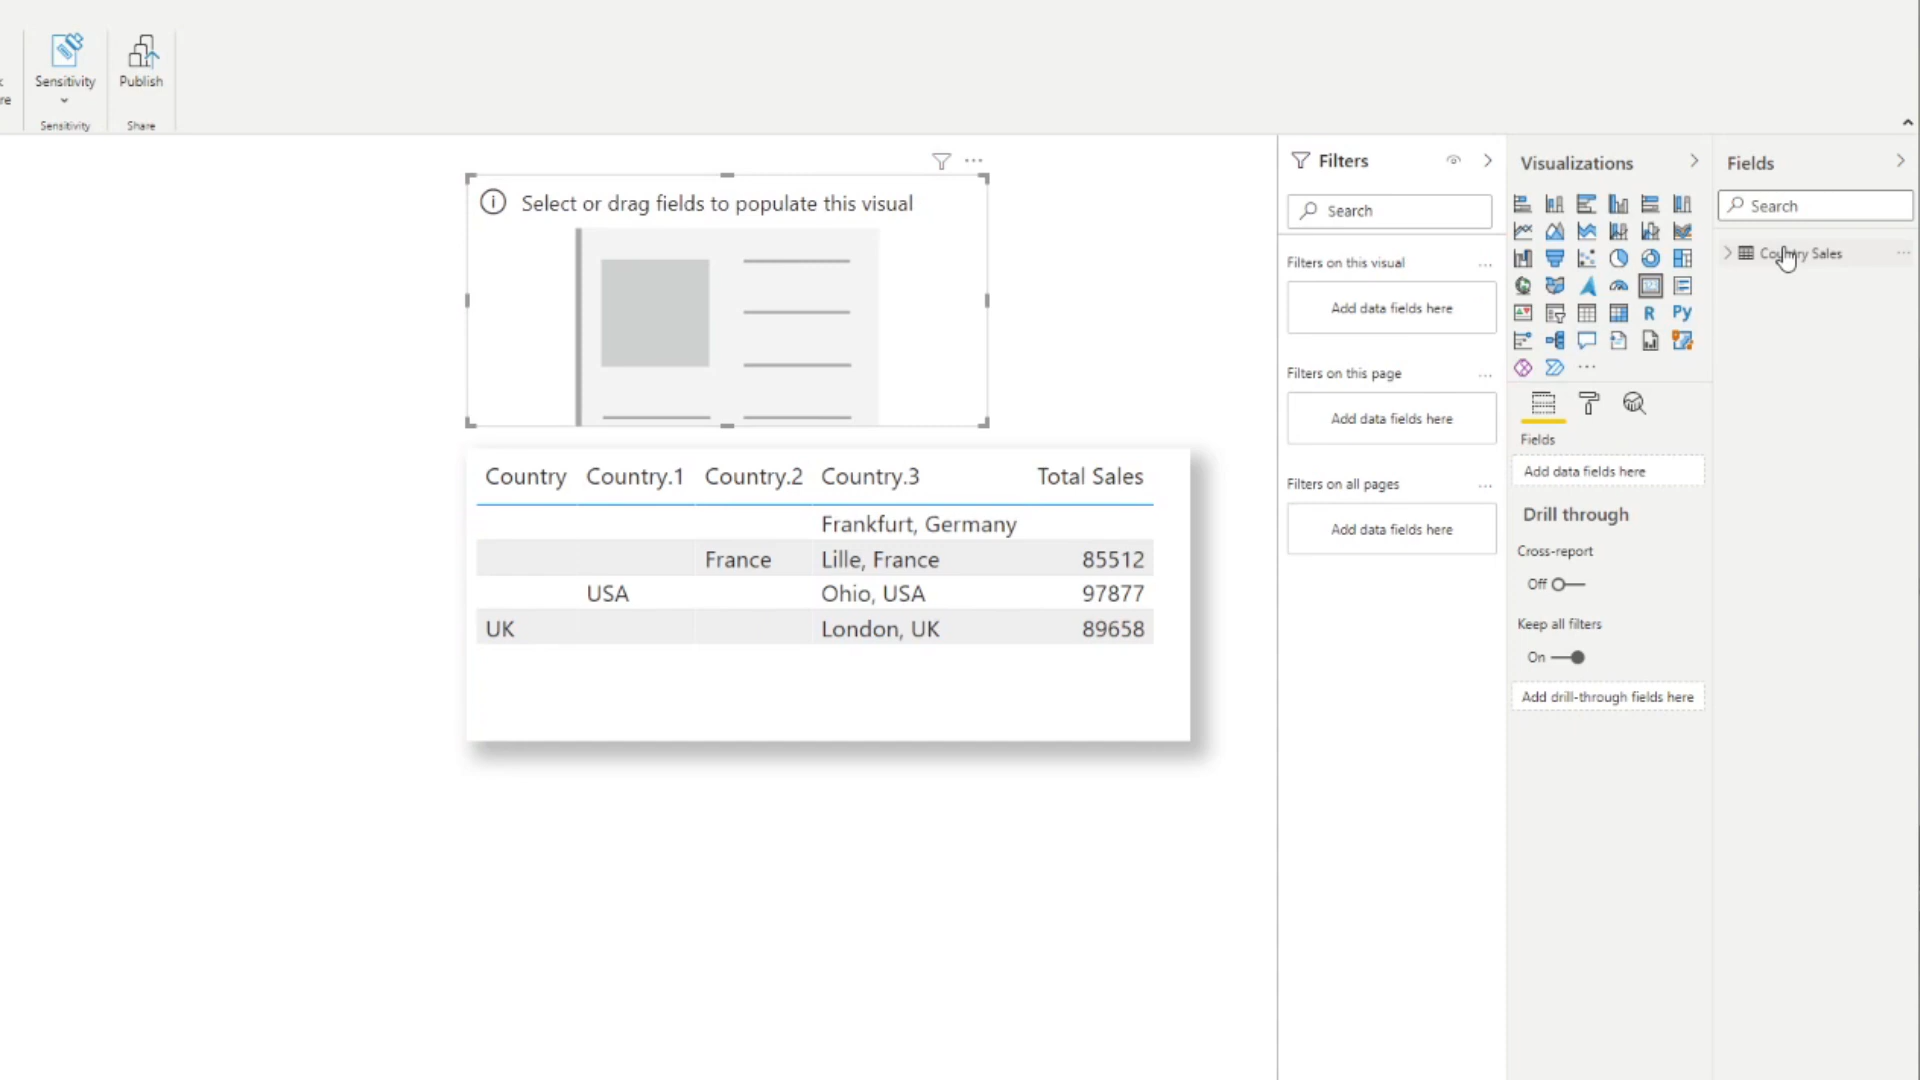 re
Sensitivity
Publish
Sensitivity
Share
Select or drag fields to populate this visual
Country Country.1 Country.2 Country.3 Total Sales
Frankfurt, Germany
France Lille, France 85512
USA Ohio, USA 97877
UK London, UK 89658
Filters
Search
Filters on this visual
Add data fields here
Filters on this page
Add data fields here
Filters on all pages
Add data fields here
Visualizations
R Py
Fields
Add data fields here
Drill through
Cross-report
Off
Keep all filters
On
Add drill-through fields here
Fields
Search
Country Sales